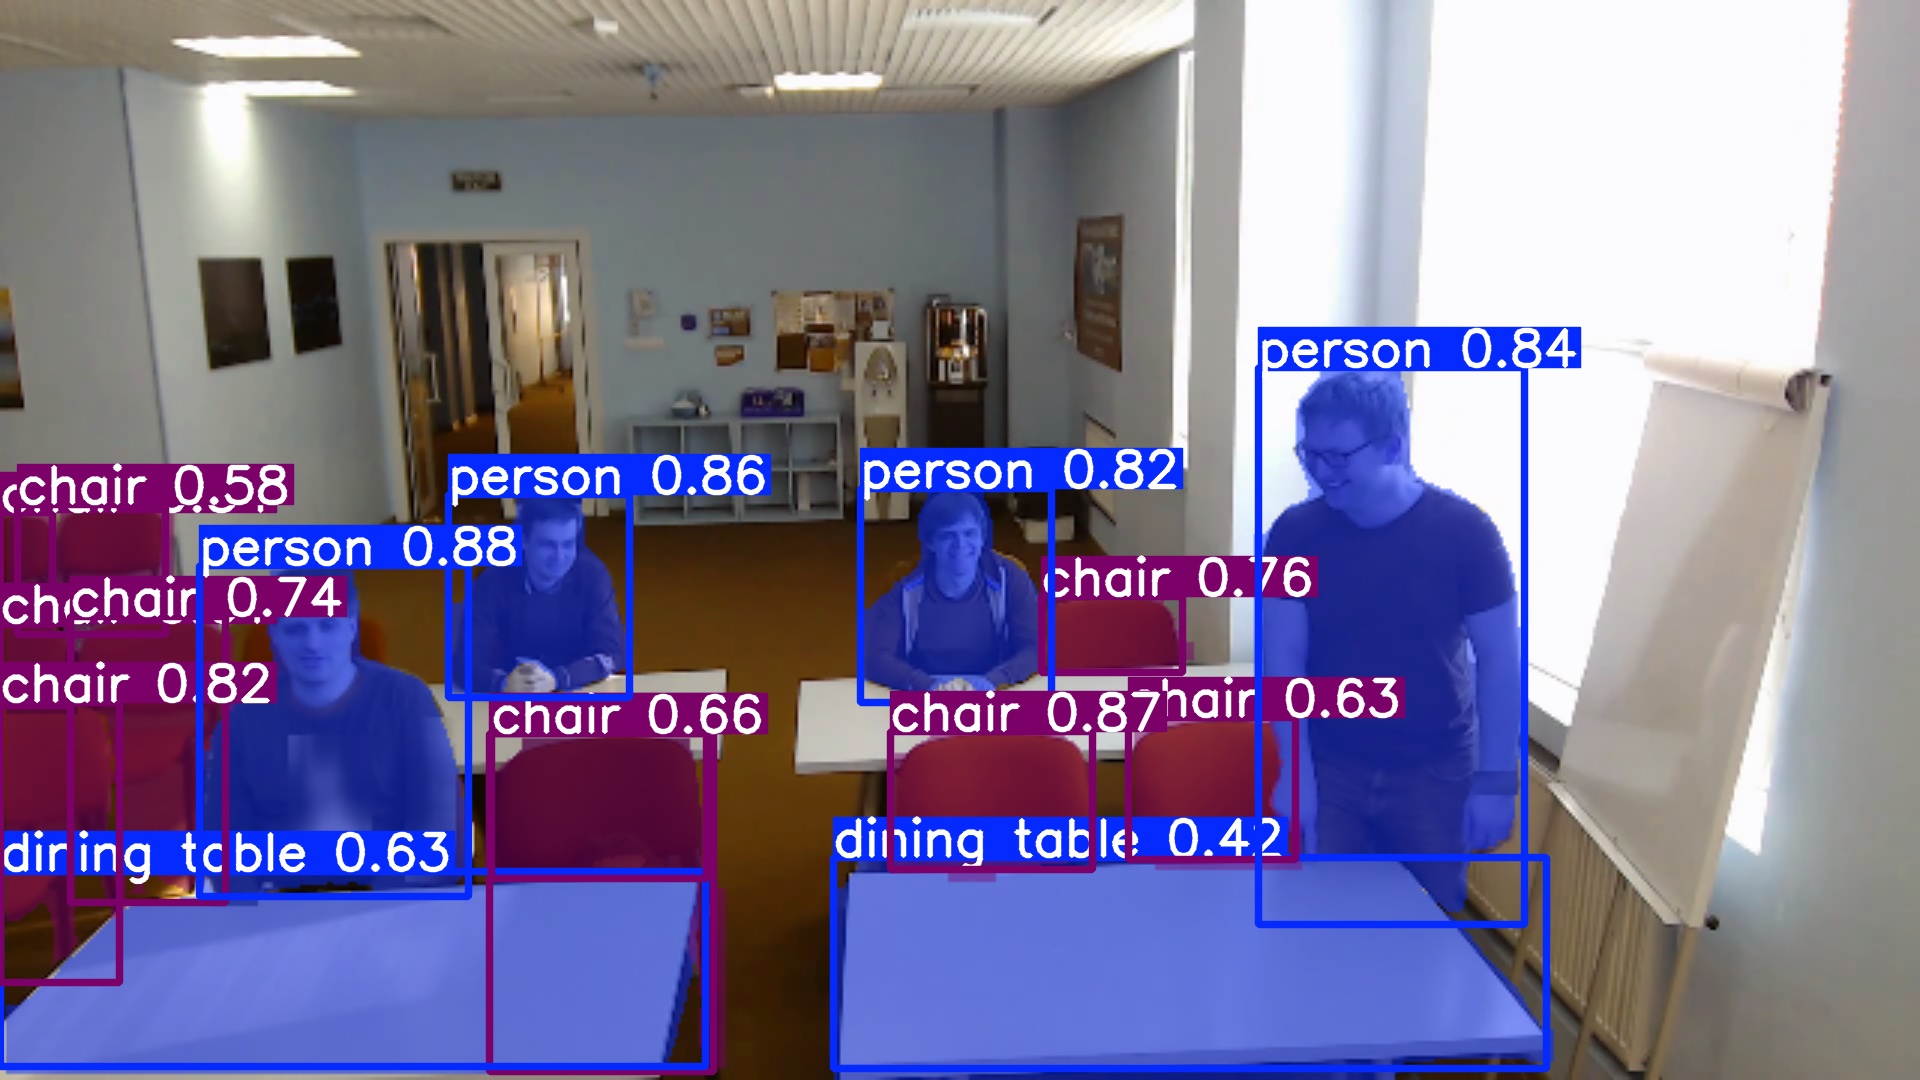 person 0.84
person 0.82
person 0.86
chair 0.58
person 0.88
chair 0.76
chair 0.74
chair 0.82
hair 0.63
chair 0.87
chair 0.66
dining table 0.42
dining table 0.63